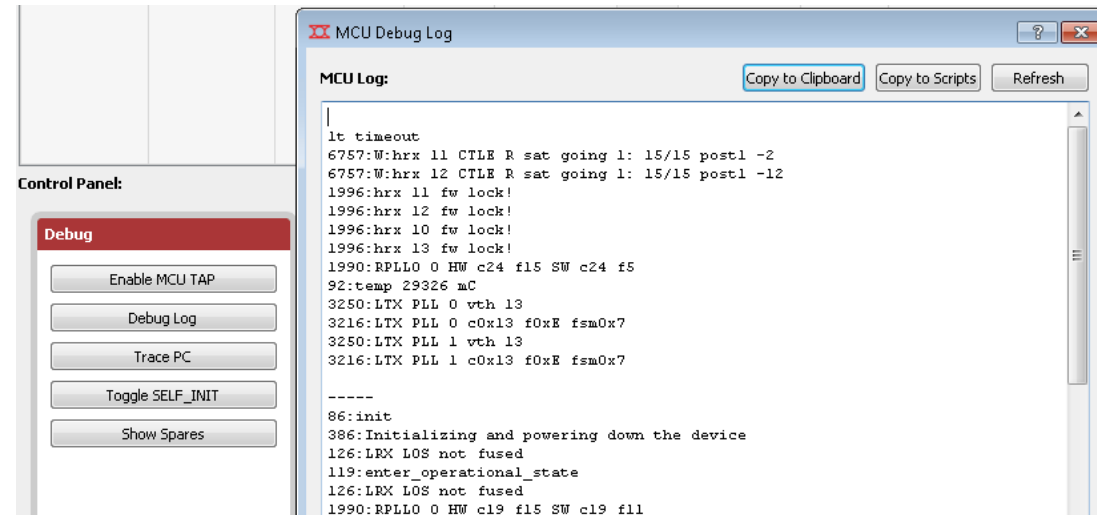 MCU Debug Log
MCU Log:
Copy to Clipboard
Copy to Scripts
Refresh
lt timeout
6757:W:hrx 11 CTLE R sat going 1: 15/15 post1 -2
6757:W:hrx 12 CTLE R sat going 1: 15/15 post1 -12
1996:hrx 11 fw lock!
1996:hrx 12 fw lock!
1996:hrx 10 fw lock!
1996:hrx 13 fw lock!
1990:RPLL0 0 HW c24 f15 SW c24 f5
92:temp 29326 mC
3250:LTX PLL 0 vth 13
3216:LTX PLL 0 c0x13 f0xE fsm0x7
3250:LTX PLL 1 vth 13
3216:LTX PLL 1 c0x13 f0xE fsm0x7
-----
86:init
386:Initializing and powering down the device
126:LRX LOS not fused
119:enter_operational_state
126:LRX LOS not fused
1990:RPLL0 0 HW c19 f15 SW c19 f11
Control Panel:
Debug
Enable MCU TAP
Debug Log
Trace PC
Toggle SELF_INIT
Show Spares